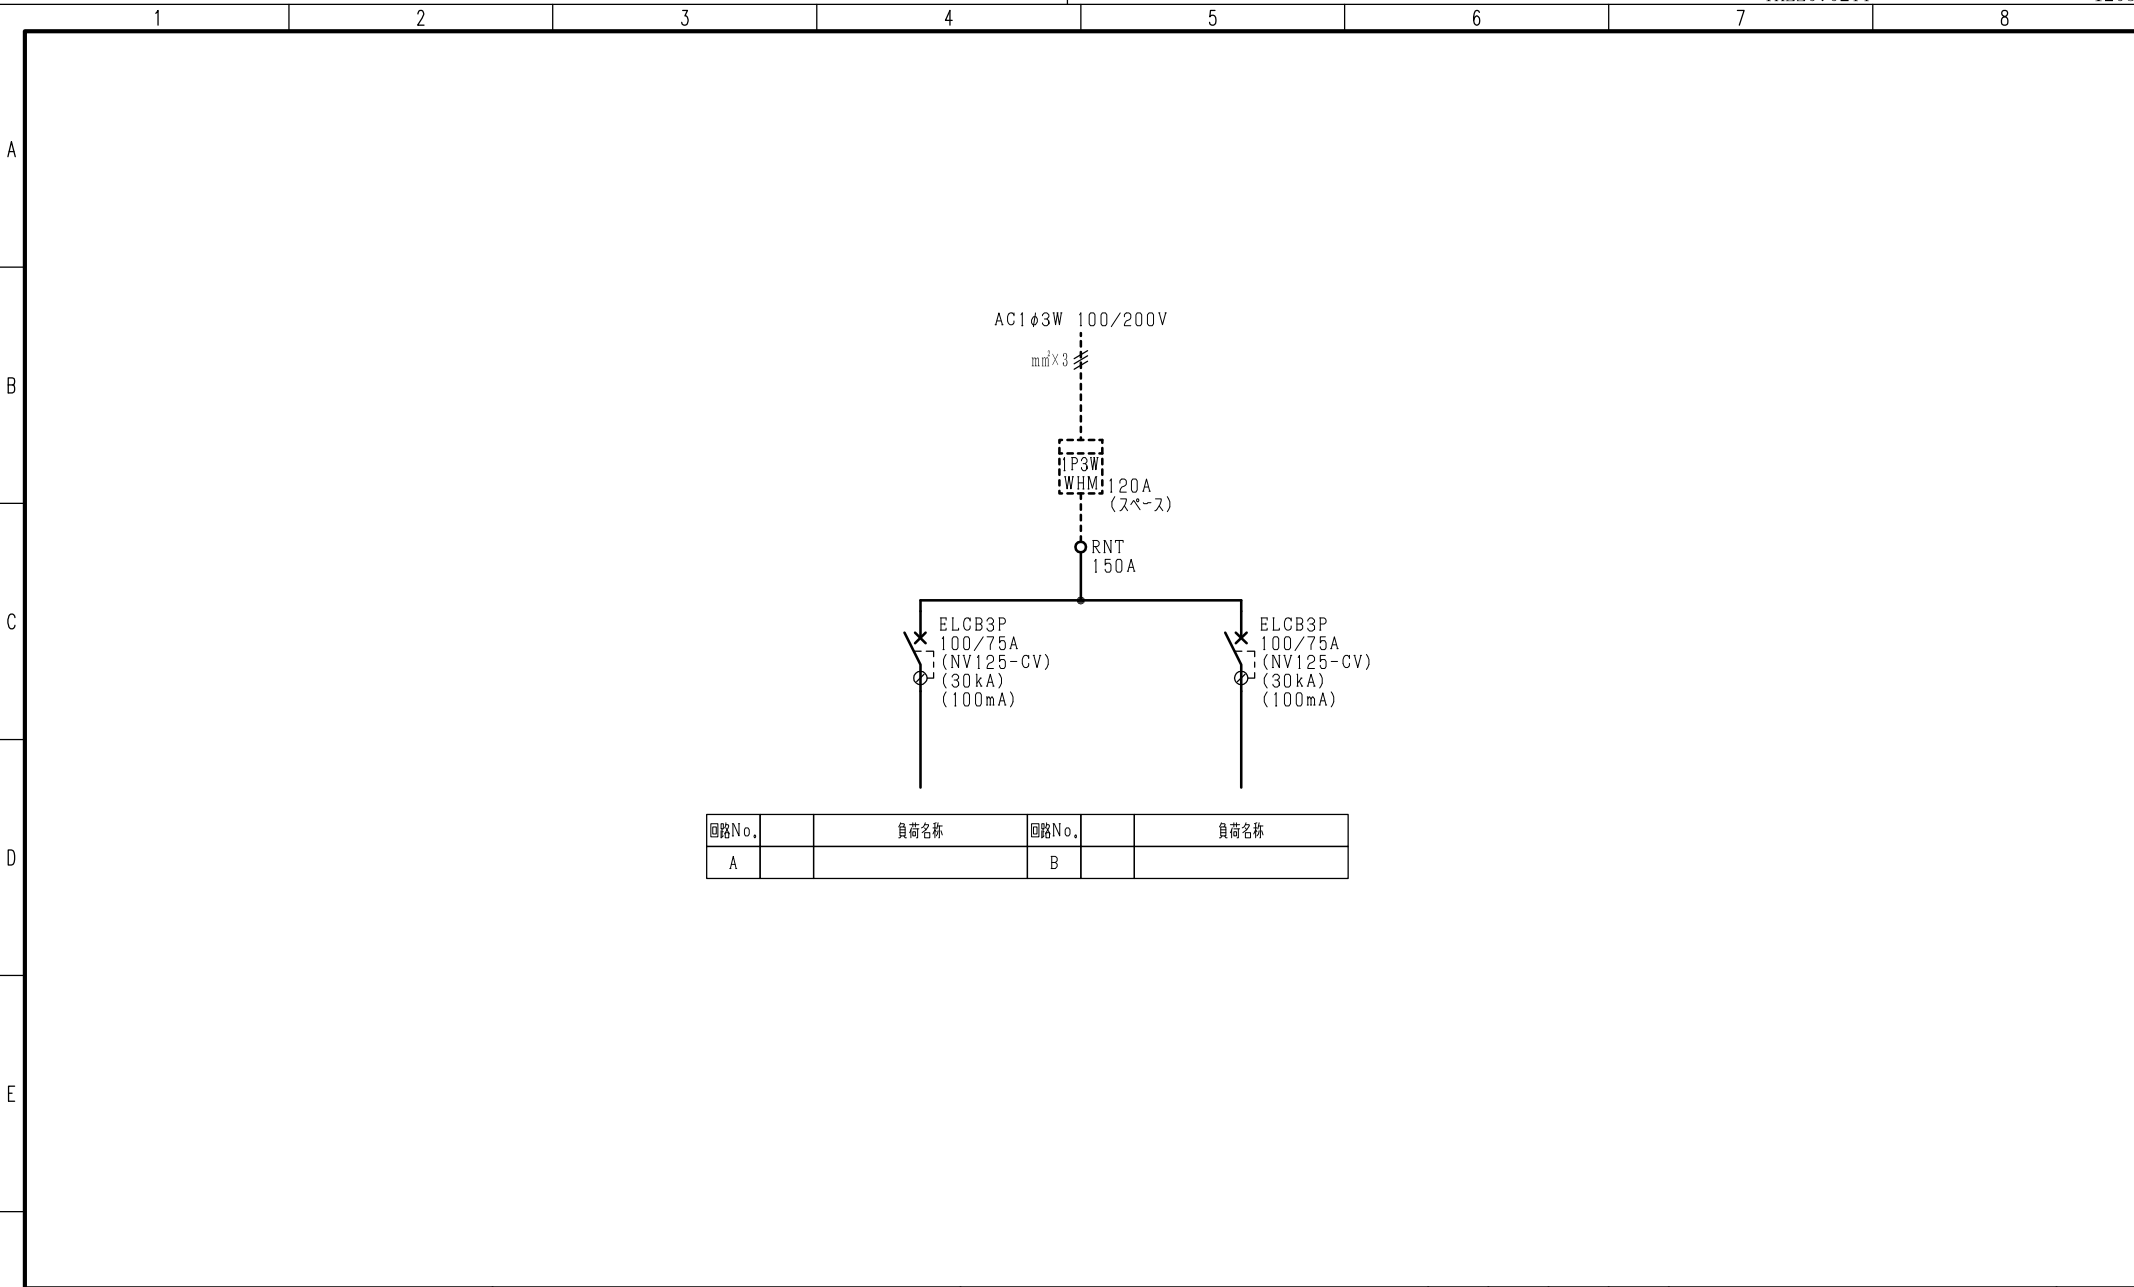 1 2 3 4 5 6 7 8
A
B
C
D
E
AC1φ3W 100/200V
mm²×3
1P3W
WHM
120A
(スペース)
RNT
150A
ELCB3P
100/75A
(NV125-CV)
(30kA)
(100mA)
ELCB3P
100/75A
(NV125-CV)
(30kA)
(100mA)
回路No. 負荷名称 回路No. 負荷名称
A B